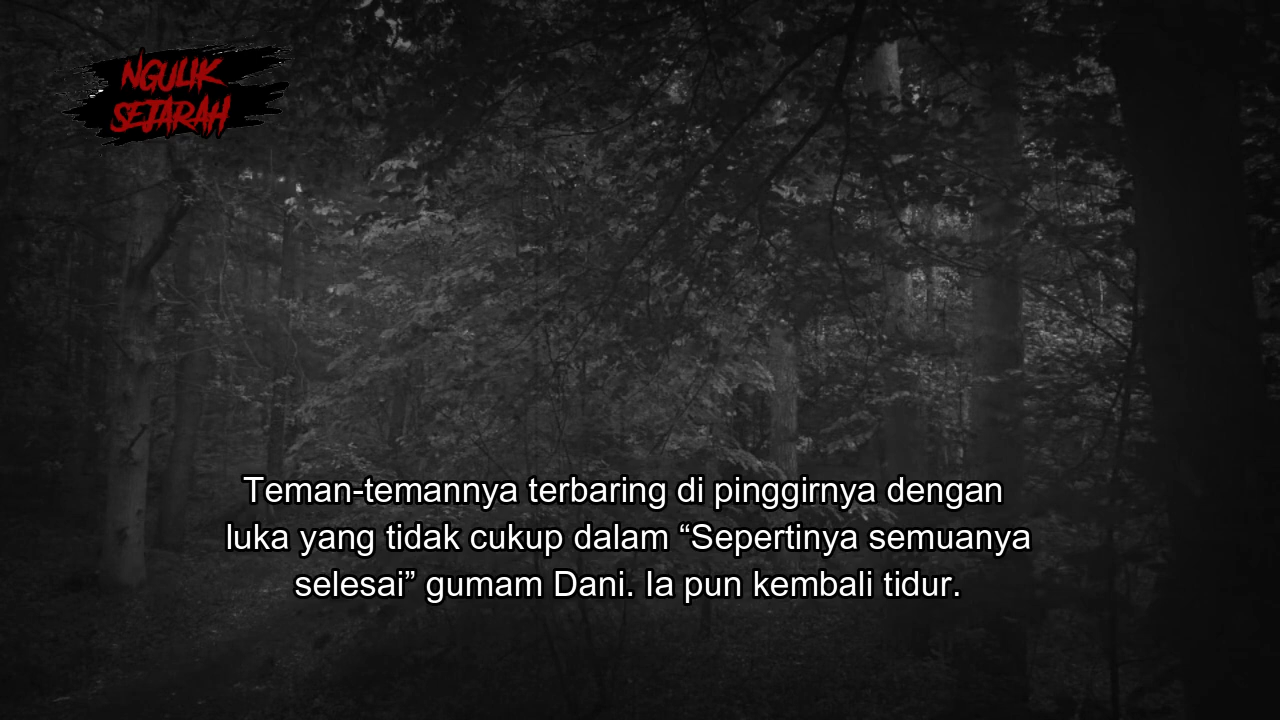 NGULIK
SEJARAH
Teman-temannya terbaring di pinggirnya dengan
luka yang tidak cukup dalam “Sepertinya semuanya
selesai” gumam Dani. Ia pun kembali tidur.